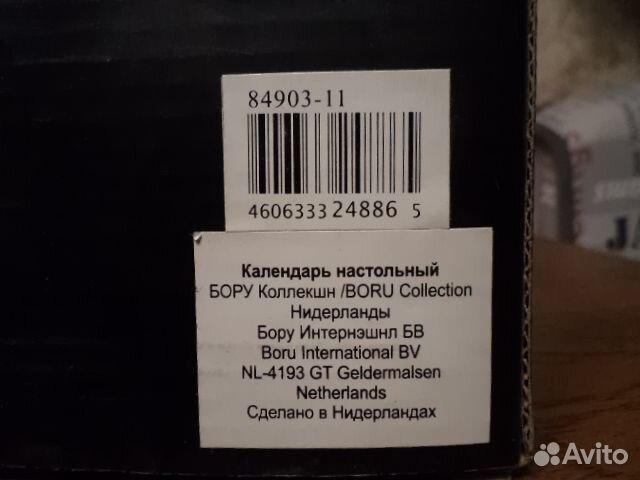 84903-11
4606333 24886 5
Календарь настольный
БОРУ Коллекшн /BORU Collection
Нидерланды
Бору Интернэшнл БВ
Boru International BV
NL-4193 GT Geldermalsen
Netherlands
Сделано в Нидерландах
JA
Avito